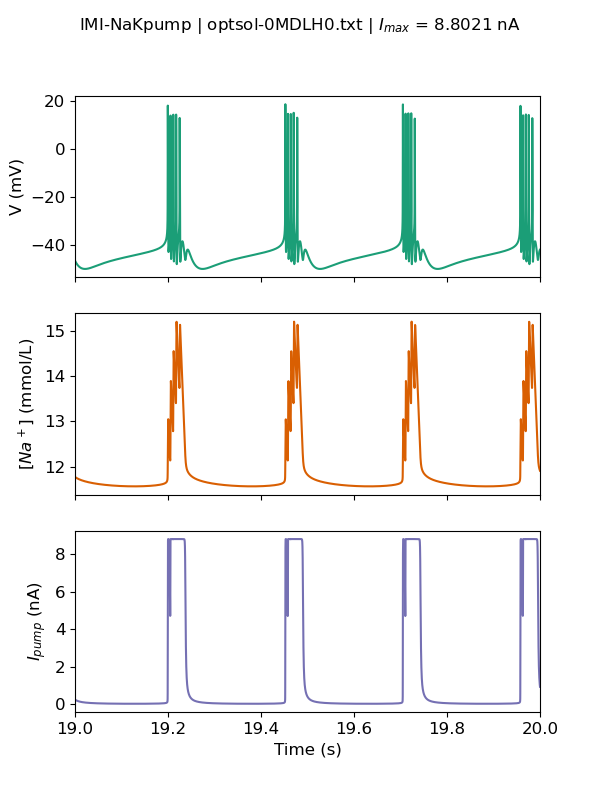 IMI-NaKpump | optsol-0MDLH0.txt | I_max = 8.8021 nA
20
0
−20
−40
V (mV)
15
14
13
12
[Na⁺] (mmol/L)
8
6
4
2
0
I_pump (nA)
19.0 19.2 19.4 19.6 19.8 20.0
Time (s)